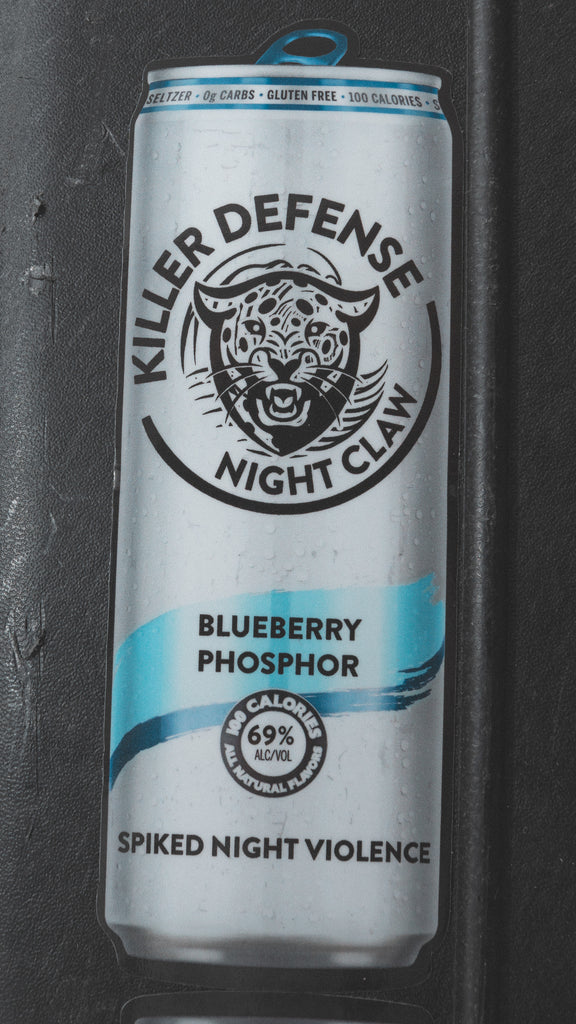 SELTZER • 0g CARBS • GLUTEN FREE • 100 CALORIES • S
KILLER DEFENSE
NIGHT CLAW
BLUEBERRY
PHOSPHOR
100 CALORIES
69%
ALC/VOL
ALL NATURAL FLAVORS
SPIKED NIGHT VIOLENCE